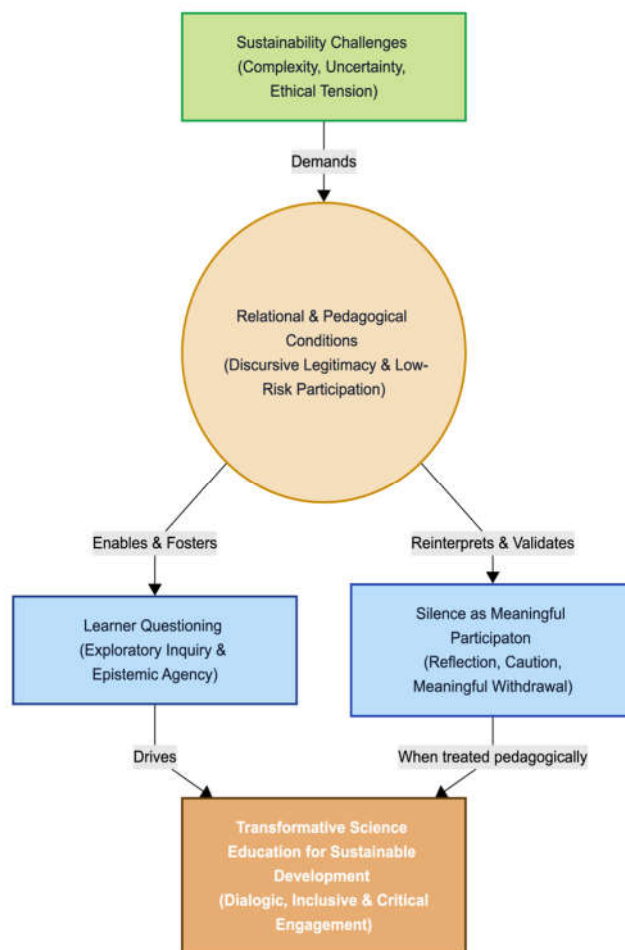 Sustainability Challenges
(Complexity, Uncertainty,
Ethical Tension)
Demands
Relational & Pedagogical
Conditions
(Discursive Legitimacy & Low-
Risk Participation)
Enables & Fosters
Reinterprets & Validates
Learner Questioning
(Exploratory Inquiry &
Epistemic Agency)
Silence as Meaningful
Participaton
(Reflection, Caution,
Meaningful Withdrawal)
Drives
When treated pedagogically
Transformative Science
Education for Sustainable
Development
(Dialogic, Inclusive & Critical
Engagement)